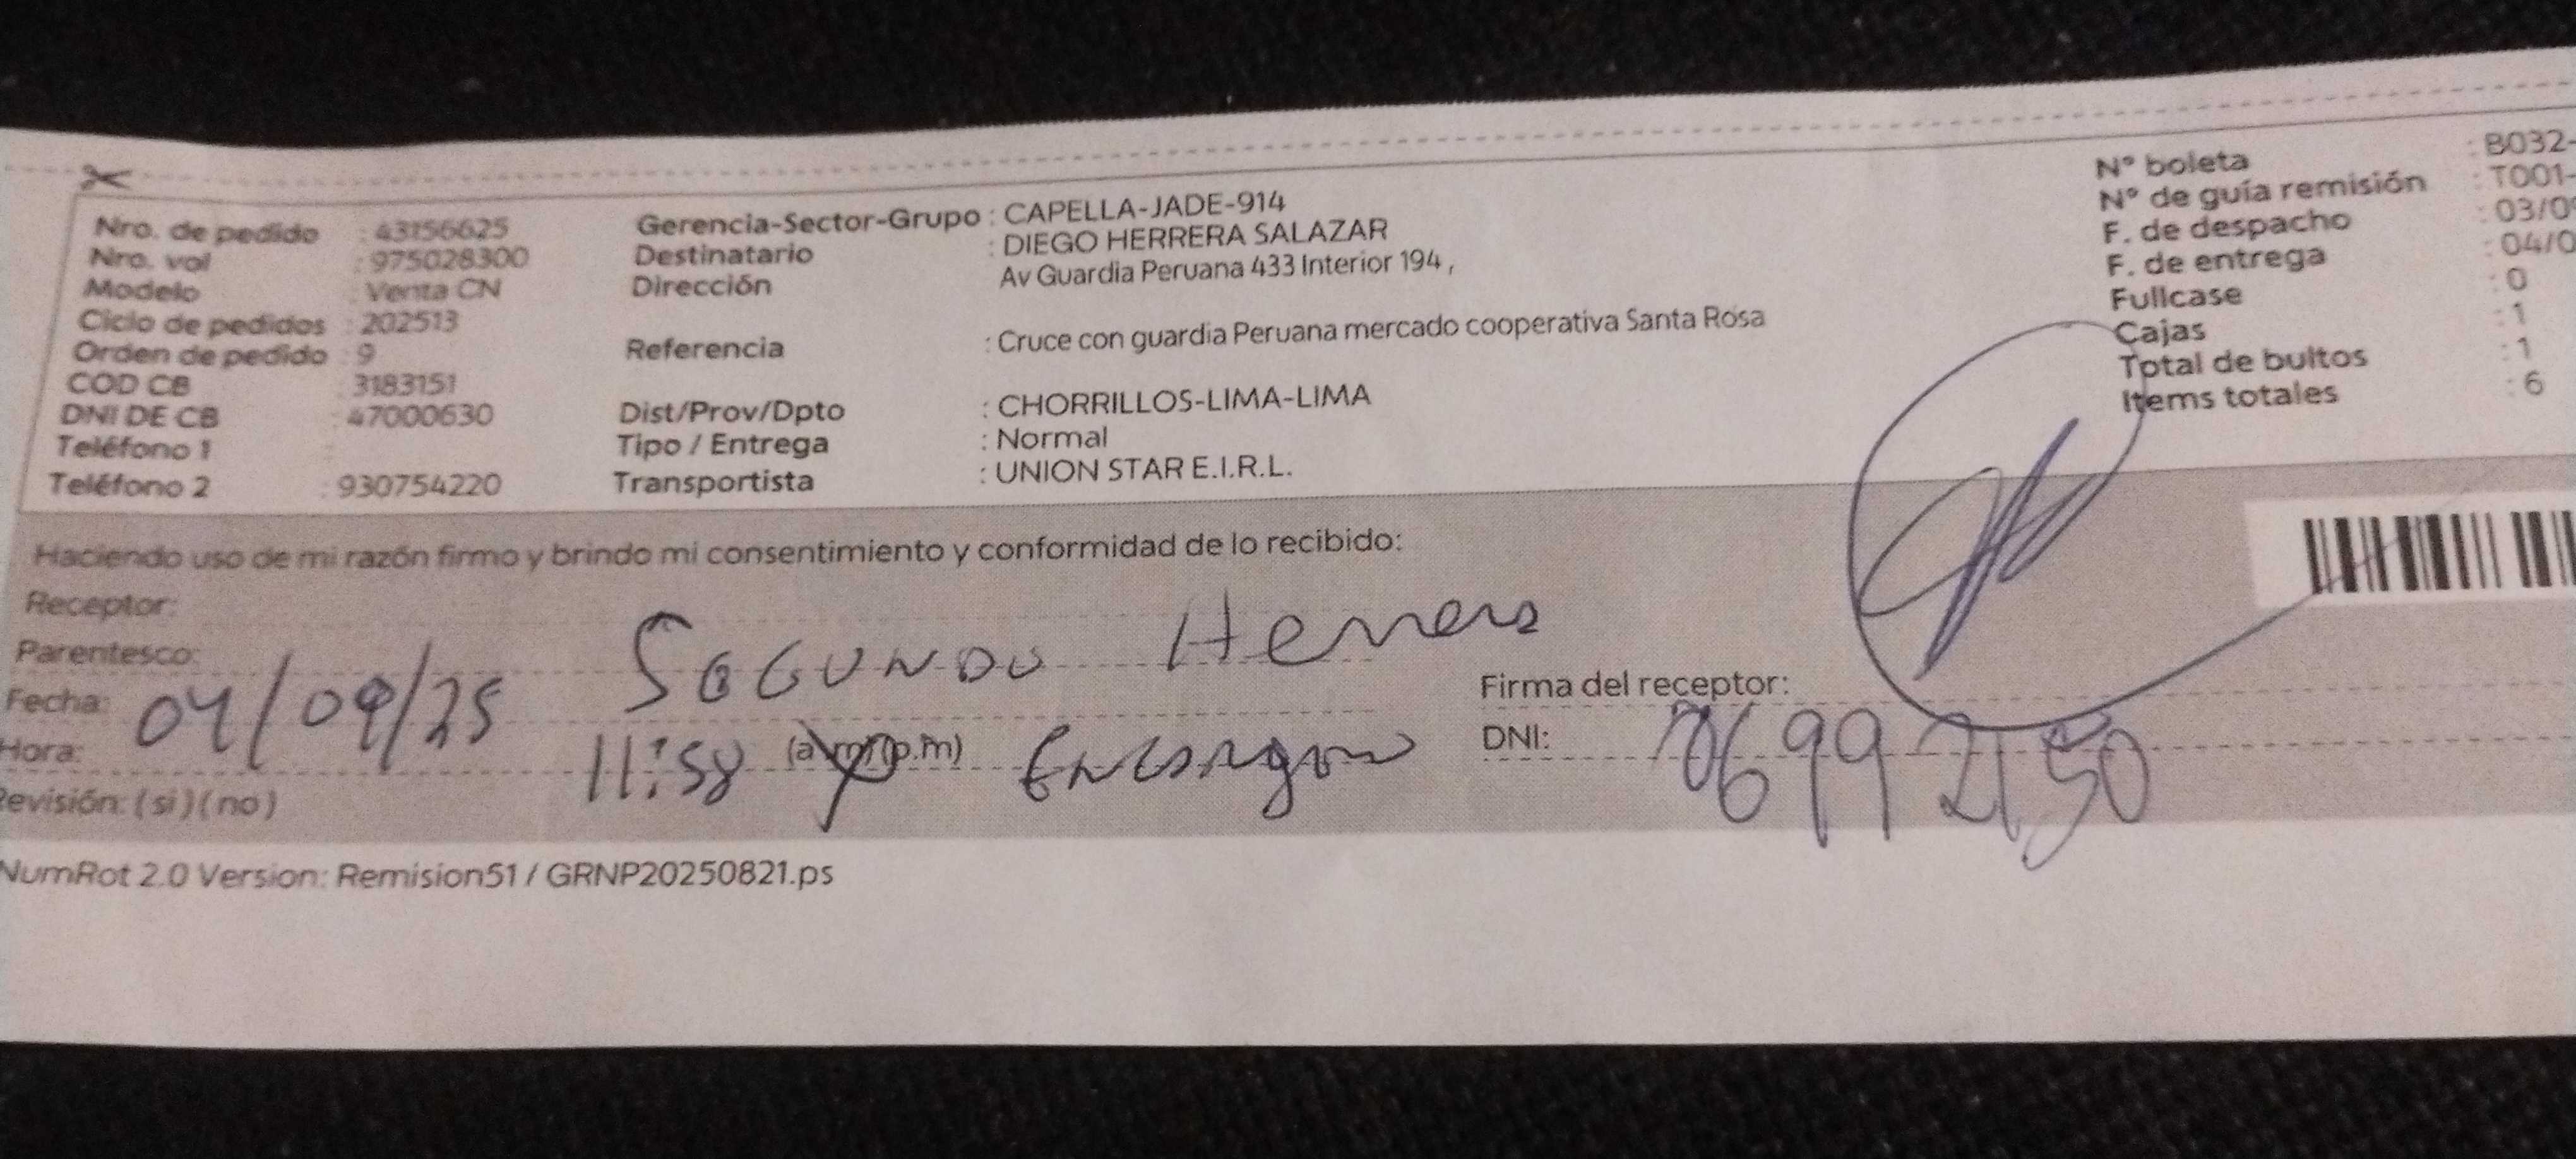 Nro. de pedido : 43156625
Nro. vol : 975028300
Modelo : Venta CN
Ciclo de pedidos : 202513
Orden de pedido : 9
COD CB : 3183151
DNI DE CB : 47000630
Teléfono 1 :
Teléfono 2 : 930754220
Gerencia-Sector-Grupo : CAPELLA-JADE-914
Destinatario : DIEGO HERRERA SALAZAR
Dirección Av Guardia Peruana 433 Interior 194 ,
Referencia : Cruce con guardia Peruana mercado cooperativa Santa Rosa
Dist/Prov/Dpto : CHORRILLOS-LIMA-LIMA
Tipo / Entrega : Normal
Transportista : UNION STAR E.I.R.L.
N° boleta : B032-
N° de guía remisión : T001-
F. de despacho : 03/0
F. de entrega : 04/0
Fullcase : 0
Cajas : 1
Total de bultos : 1
Items totales : 6
Haciendo uso de mi razón firmo y brindo mi consentimiento y conformidad de lo recibido:
Receptor:
Parentesco: Segundo Herrera
Fecha: 04/09/25
Hora: 11:58 (a.m)(p.m)
Revisión: (si) (no)
Firma del receptor:
DNI:
NumRot 2.0 Version: Remision51 / GRNP20250821.ps